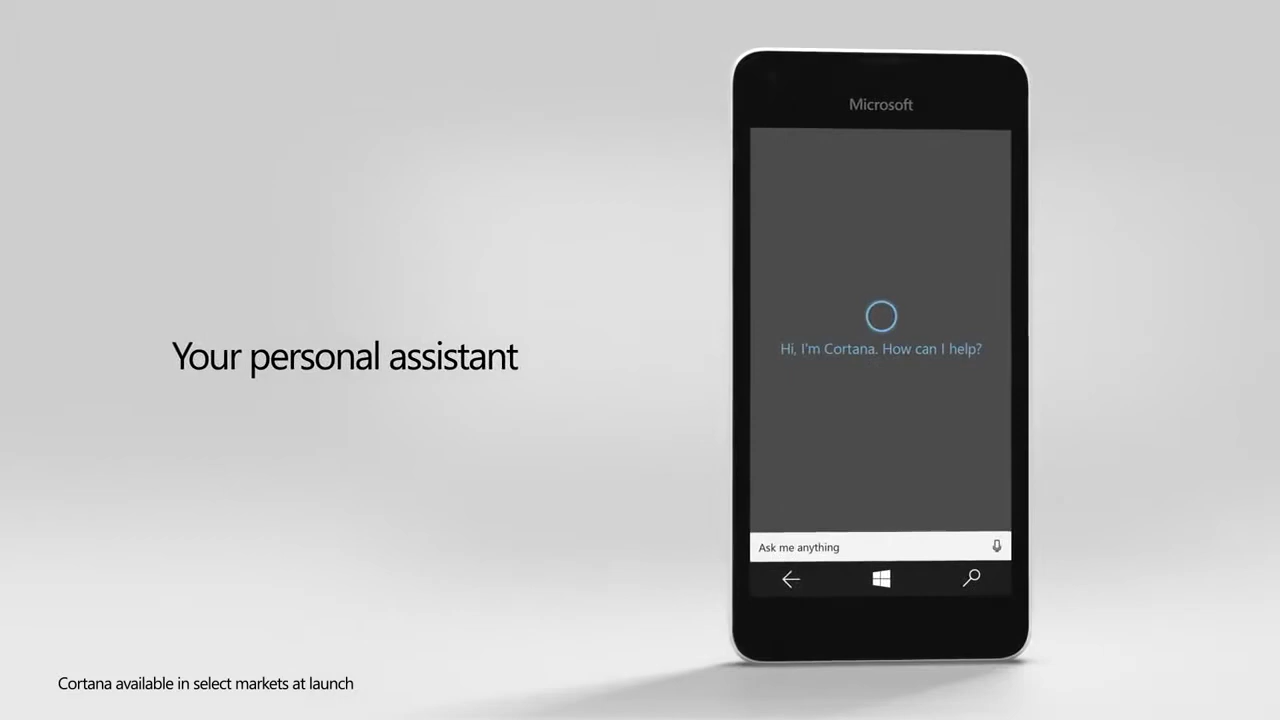 Microsoft
Hi, I'm Cortana. How can I help?
Your personal assistant
Ask me anything
Cortana available in select markets at launch